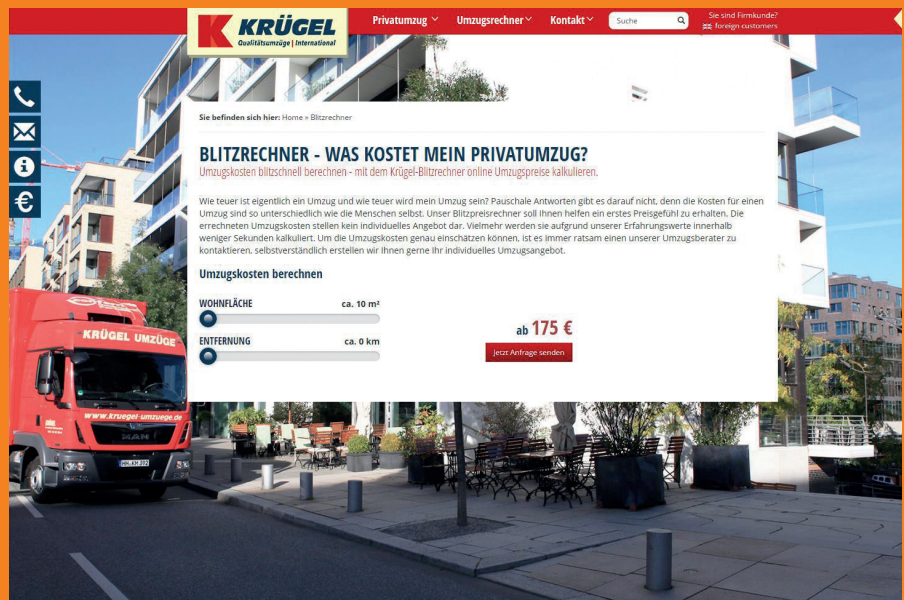 KRÜGEL
Qualitätsumzüge | International
Privatumzug
Umzugsrechner
Kontakt
Suche
Sie sind Firmkunde?
foreign customers
Sie befinden sich hier: Home » Blitzrechner
BLITZRECHNER - WAS KOSTET MEIN PRIVATUMZUG?
Umzugskosten blitzschnell berechnen - mit dem Krügel-Blitzrechner online Umzugspreise kalkulieren.
Wie teuer ist eigentlich ein Umzug und wie teuer wird mein Umzug sein? Pauschale Antworten gibt es darauf nicht, denn die Kosten für einen
Umzug sind so unterschiedlich wie die Menschen selbst. Unser Blitzpreisrechner soll Ihnen helfen ein erstes Preisgefühl zu erhalten. Die
errechneten Umzugskosten stellen kein individuelles Angebot dar. Vielmehr werden sie aufgrund unserer Erfahrungswerte innerhalb
weniger Sekunden kalkuliert. Um die Umzugskosten genau einschätzen können, ist es immer ratsam einen unserer Umzugsberater zu
kontaktieren, selbstverständlich erstellen wir Ihnen gerne Ihr individuelles Umzugsangebot.
Umzugskosten berechnen
WOHNFLÄCHE ca. 10 m²
ENTFERNUNG ca. 0 km
ab 175 €
Jetzt Anfrage senden
KRÜGEL UMZÜGE
www.kruegel-umzuege.de
MAN
HH-KM 202